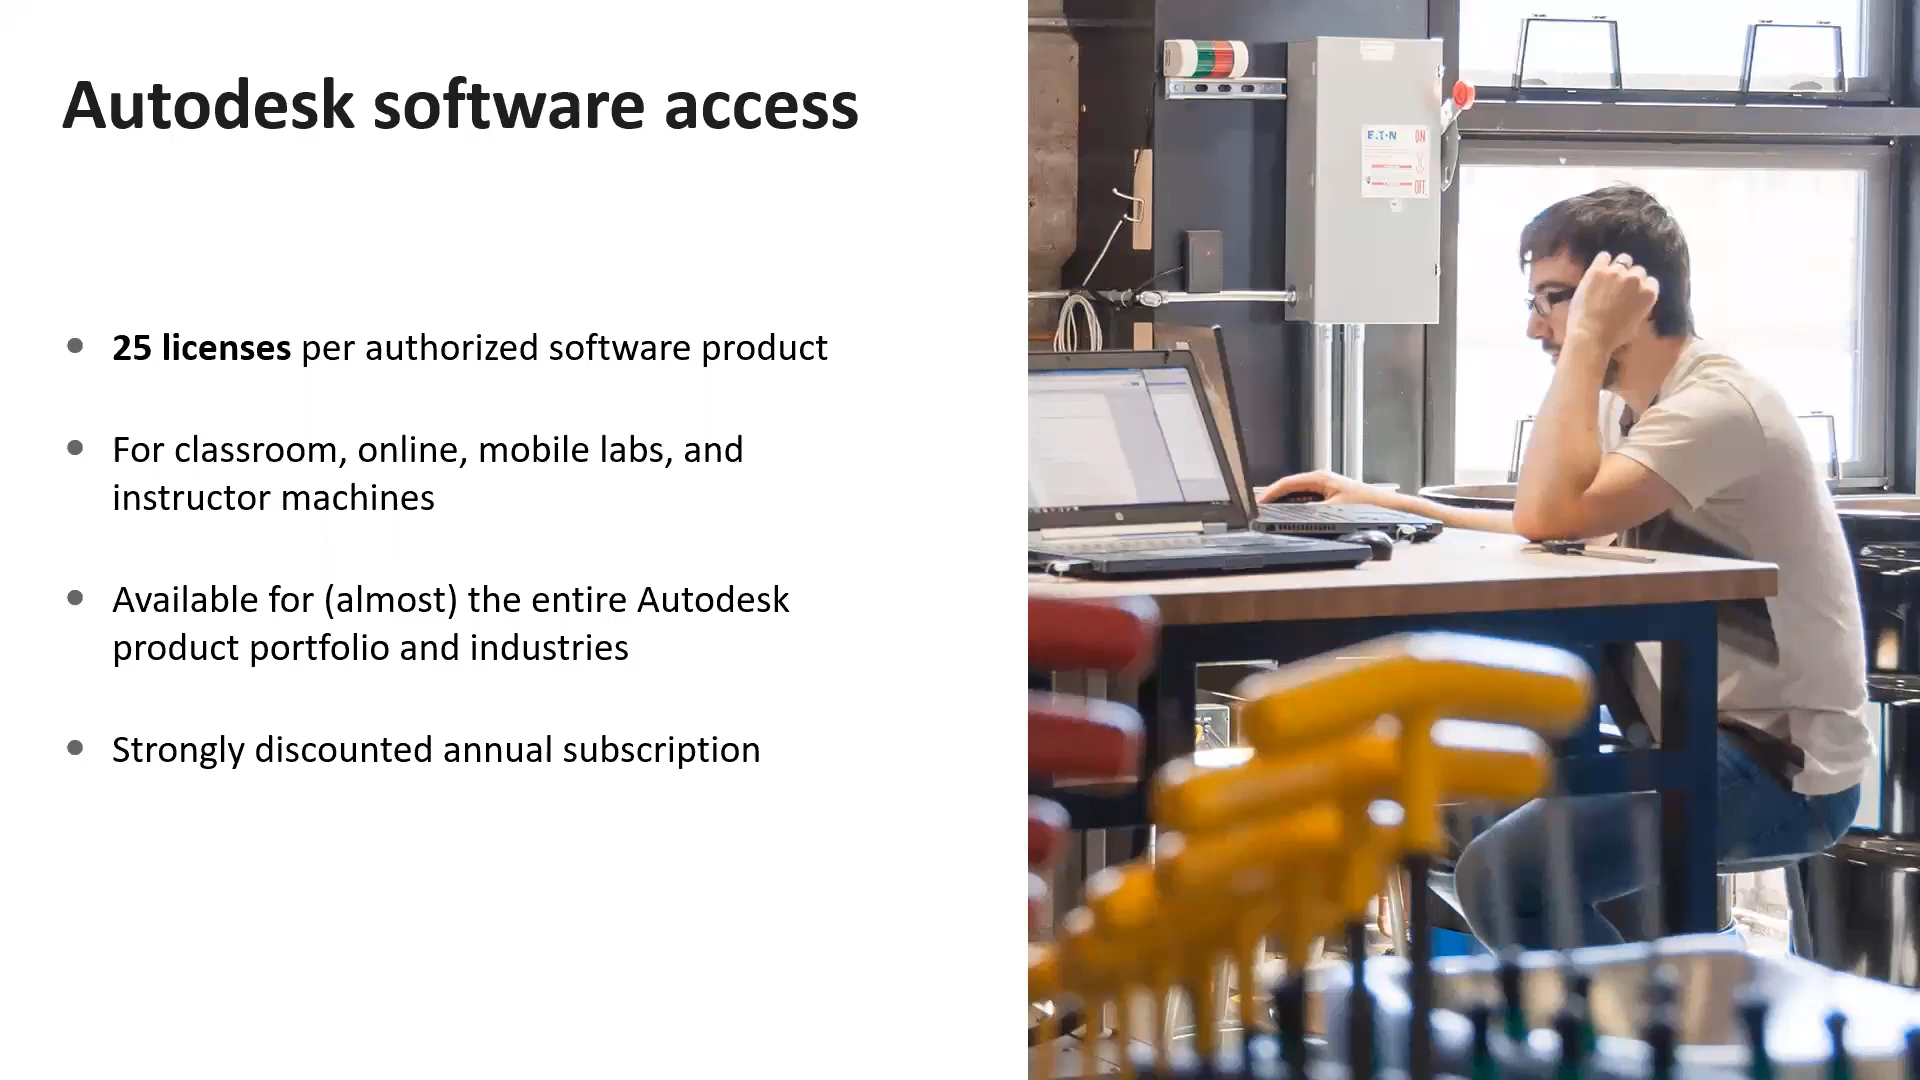 Autodesk software access
25 licenses per authorized software product
For classroom, online, mobile labs, and
instructor machines
Available for (almost) the entire Autodesk
product portfolio and industries
Strongly discounted annual subscription
E·T·N
ON
OFF